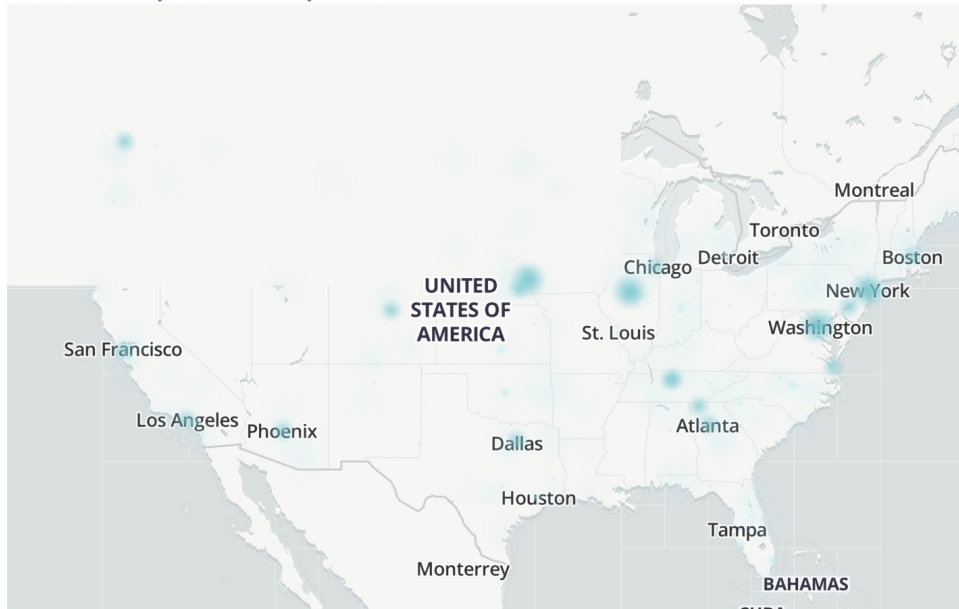 Montreal
Toronto
Boston
Detroit
Chicago
UNITED
STATES OF
AMERICA
New York
Washington
St. Louis
San Francisco
Los Angeles
Phoenix
Atlanta
Dallas
Houston
Tampa
Monterrey
BAHAMAS